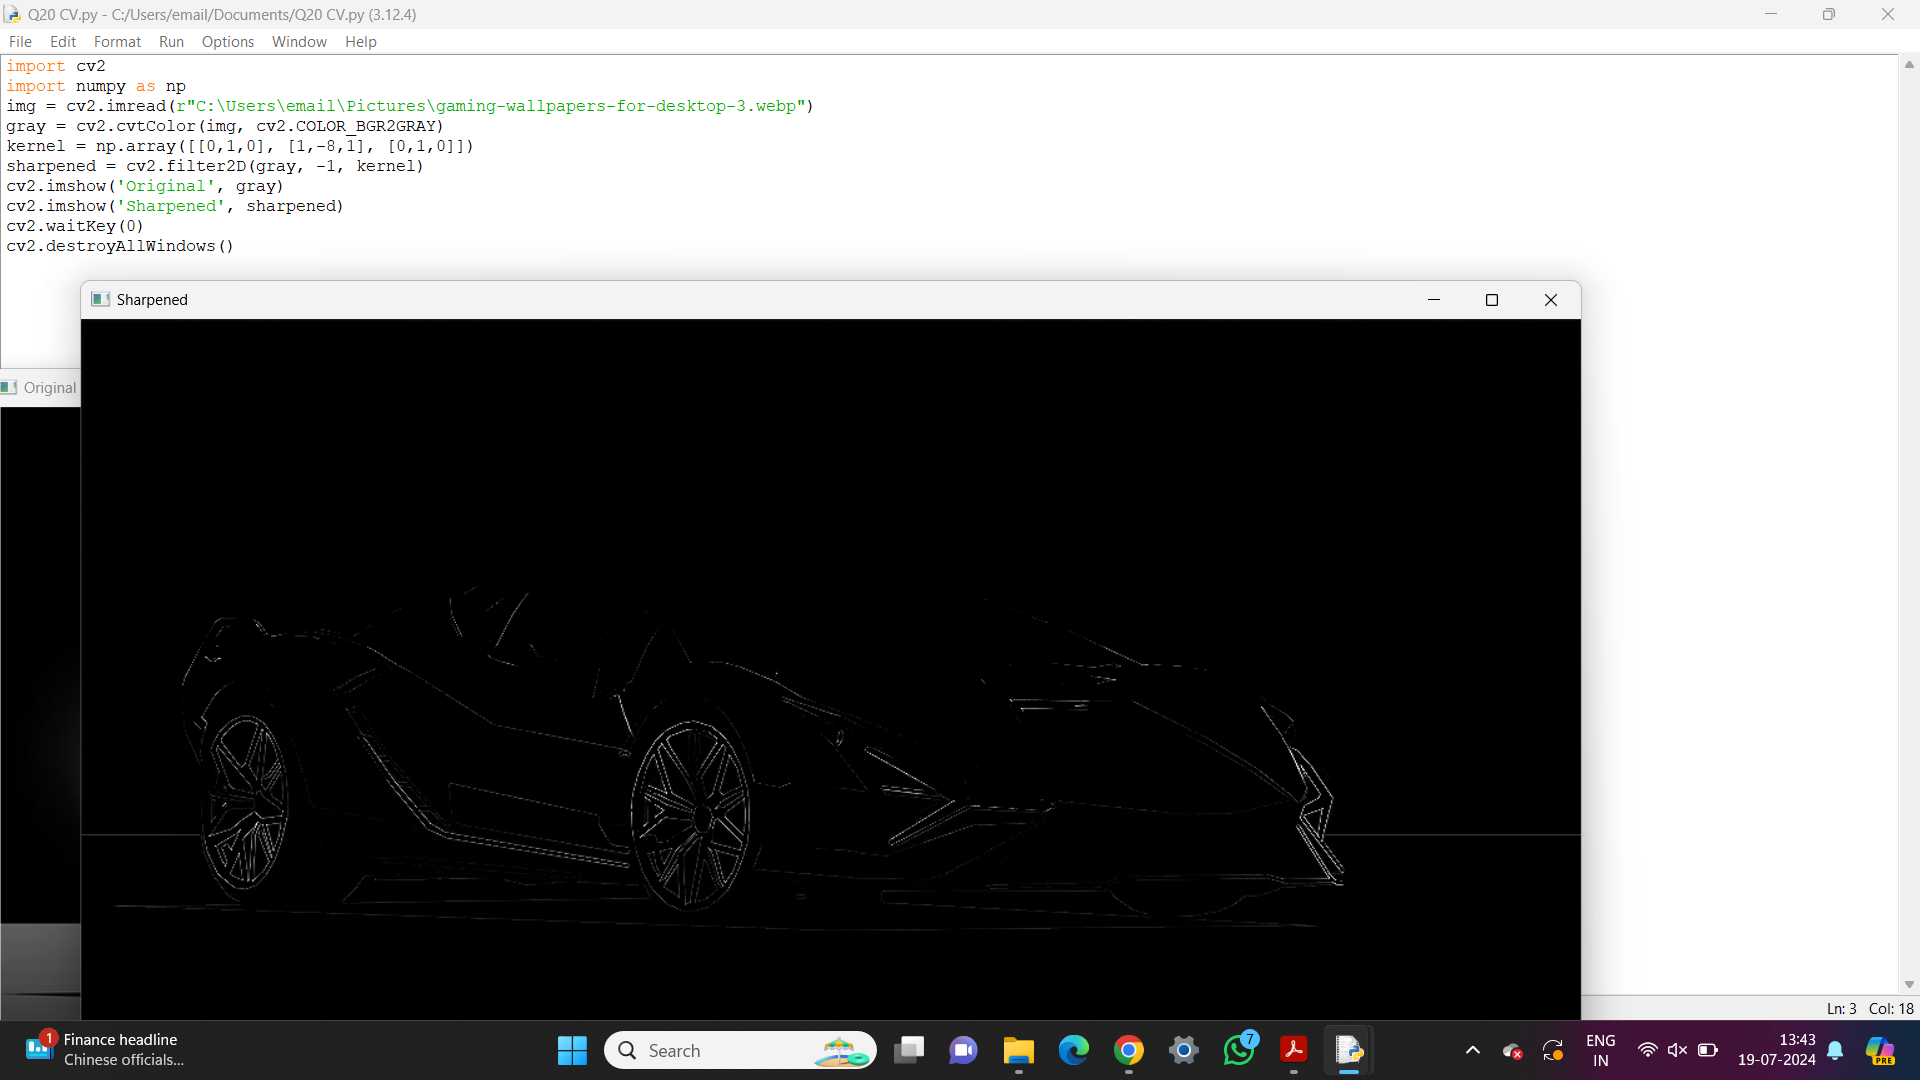 Q20 CV.py - C:/Users/email/Documents/Q20 CV.py (3.12.4)
File Edit Format Run Options Window Help
import cv2
import numpy as np
img = cv2.imread(r"C:\Users\email\Pictures\gaming-wallpapers-for-desktop-3.webp")
gray = cv2.cvtColor(img, cv2.COLOR_BGR2GRAY)
kernel = np.array([[0,1,0], [1,-8,1], [0,1,0]])
sharpened = cv2.filter2D(gray, -1, kernel)
cv2.imshow('Original', gray)
cv2.imshow('Sharpened', sharpened)
cv2.waitKey(0)
cv2.destroyAllWindows()
Sharpened
Original
Ln: 3 Col: 18
1
Finance headline
Chinese officials...
Search
7
ENG
IN
13:43
19-07-2024
PRE